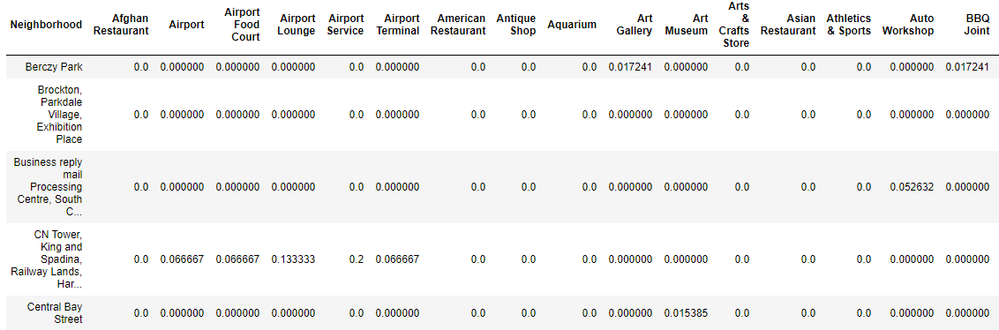 Neighborhood Afghan Restaurant Airport Airport Food Court Airport Lounge Airport Service Airport Terminal American Restaurant Antique Shop Aquarium Art Gallery Art Museum Arts & Crafts Store Asian Restaurant Athletics & Sports Auto Workshop BBQ Joint
Berczy Park 0.0 0.000000 0.000000 0.000000 0.0 0.000000 0.0 0.0 0.0 0.017241 0.000000 0.0 0.0 0.0 0.000000 0.017241
Brockton, Parkdale Village, Exhibition Place 0.0 0.000000 0.000000 0.000000 0.0 0.000000 0.0 0.0 0.0 0.000000 0.000000 0.0 0.0 0.0 0.000000 0.000000
Business reply mail Processing Centre, South C... 0.0 0.000000 0.000000 0.000000 0.0 0.000000 0.0 0.0 0.0 0.000000 0.000000 0.0 0.0 0.0 0.052632 0.000000
CN Tower, King and Spadina, Railway Lands, Har... 0.0 0.066667 0.066667 0.133333 0.2 0.066667 0.0 0.0 0.0 0.000000 0.000000 0.0 0.0 0.0 0.000000 0.000000
Central Bay Street 0.0 0.000000 0.000000 0.000000 0.0 0.000000 0.0 0.0 0.0 0.000000 0.015385 0.0 0.0 0.0 0.000000 0.000000